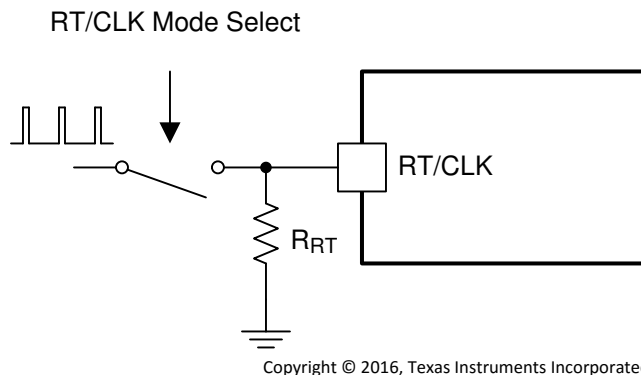 RT/CLK Mode Select
RT/CLK
RRT
Copyright © 2016, Texas Instruments Incorporate